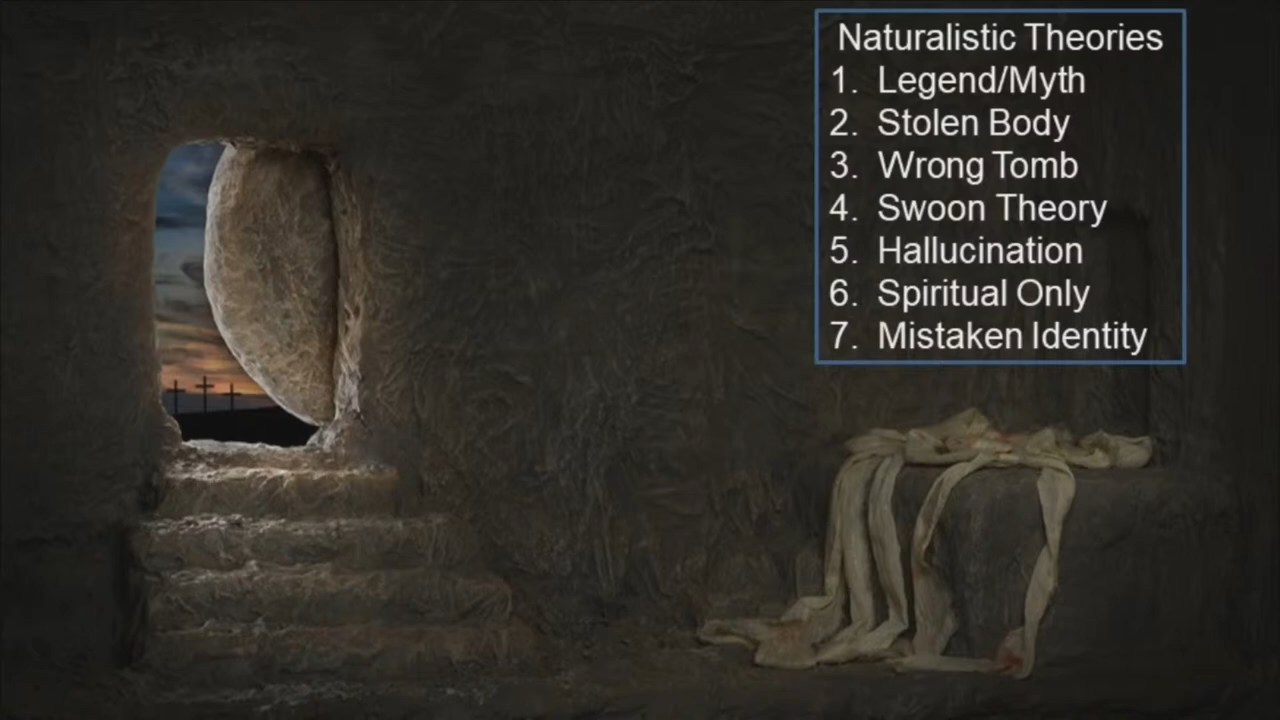 Naturalistic Theories
1. Legend/Myth
2. Stolen Body
3. Wrong Tomb
4. Swoon Theory
5. Hallucination
6. Spiritual Only
7. Mistaken Identity